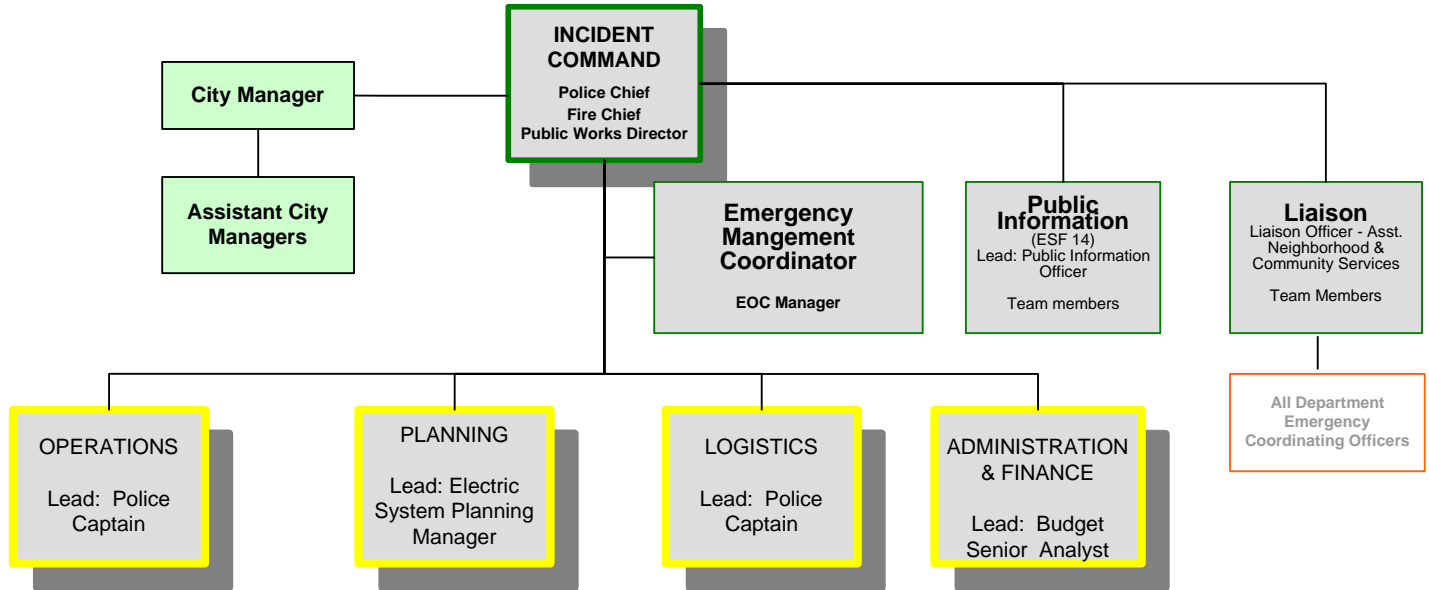 INCIDENT
COMMAND
Police Chief
Fire Chief
Public Works Director
City Manager
Assistant City
Managers
Emergency
Mangement
Coordinator
EOC Manager
Public
Information
(ESF 14)
Lead: Public Information
Officer
Team members
Liaison
Liaison Officer - Asst.
Neighborhood &
Community Services
Team Members
All Department
Emergency
Coordinating Officers
OPERATIONS
Lead: Police
Captain
PLANNING
Lead: Electric
System Planning
Manager
LOGISTICS
Lead: Police
Captain
ADMINISTRATION
& FINANCE
Lead: Budget
Senior Analyst